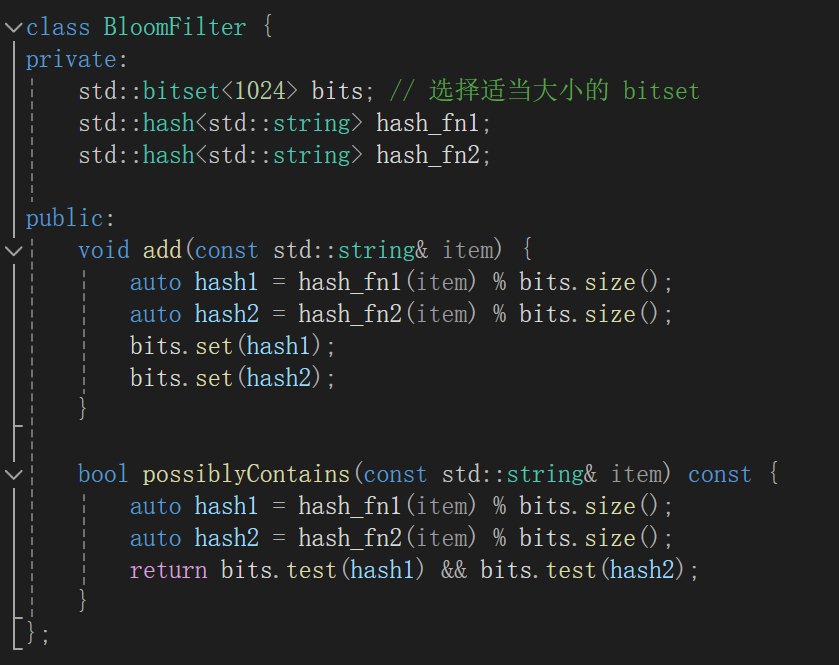 class BloomFilter {
private:
    std::bitset<1024> bits; // 选择适当大小的 bitset
    std::hash<std::string> hash_fn1;
    std::hash<std::string> hash_fn2;
public:
    void add(const std::string& item) {
        auto hash1 = hash_fn1(item) % bits.size();
        auto hash2 = hash_fn2(item) % bits.size();
        bits.set(hash1);
        bits.set(hash2);
    }
    bool possiblyContains(const std::string& item) const {
        auto hash1 = hash_fn1(item) % bits.size();
        auto hash2 = hash_fn2(item) % bits.size();
        return bits.test(hash1) && bits.test(hash2);
    }
};